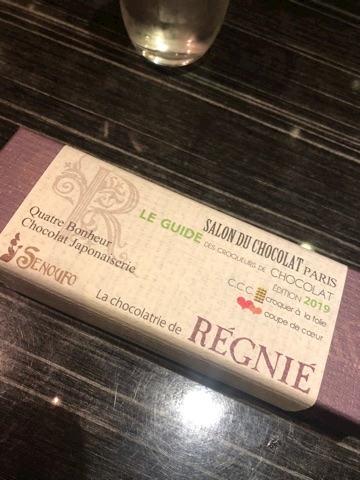 R
Quatre Bonheur
Chocolat Japonaiserie
SENOUFO
LE GUIDE
SALON DU CHOCOLAT PARIS
DES CROQUEURS DE CHOCOLAT
ÉDITION 2019
C.C.C croquer à la folie
coupe de cœur
La chocolatrie de
RÉGNIÉ